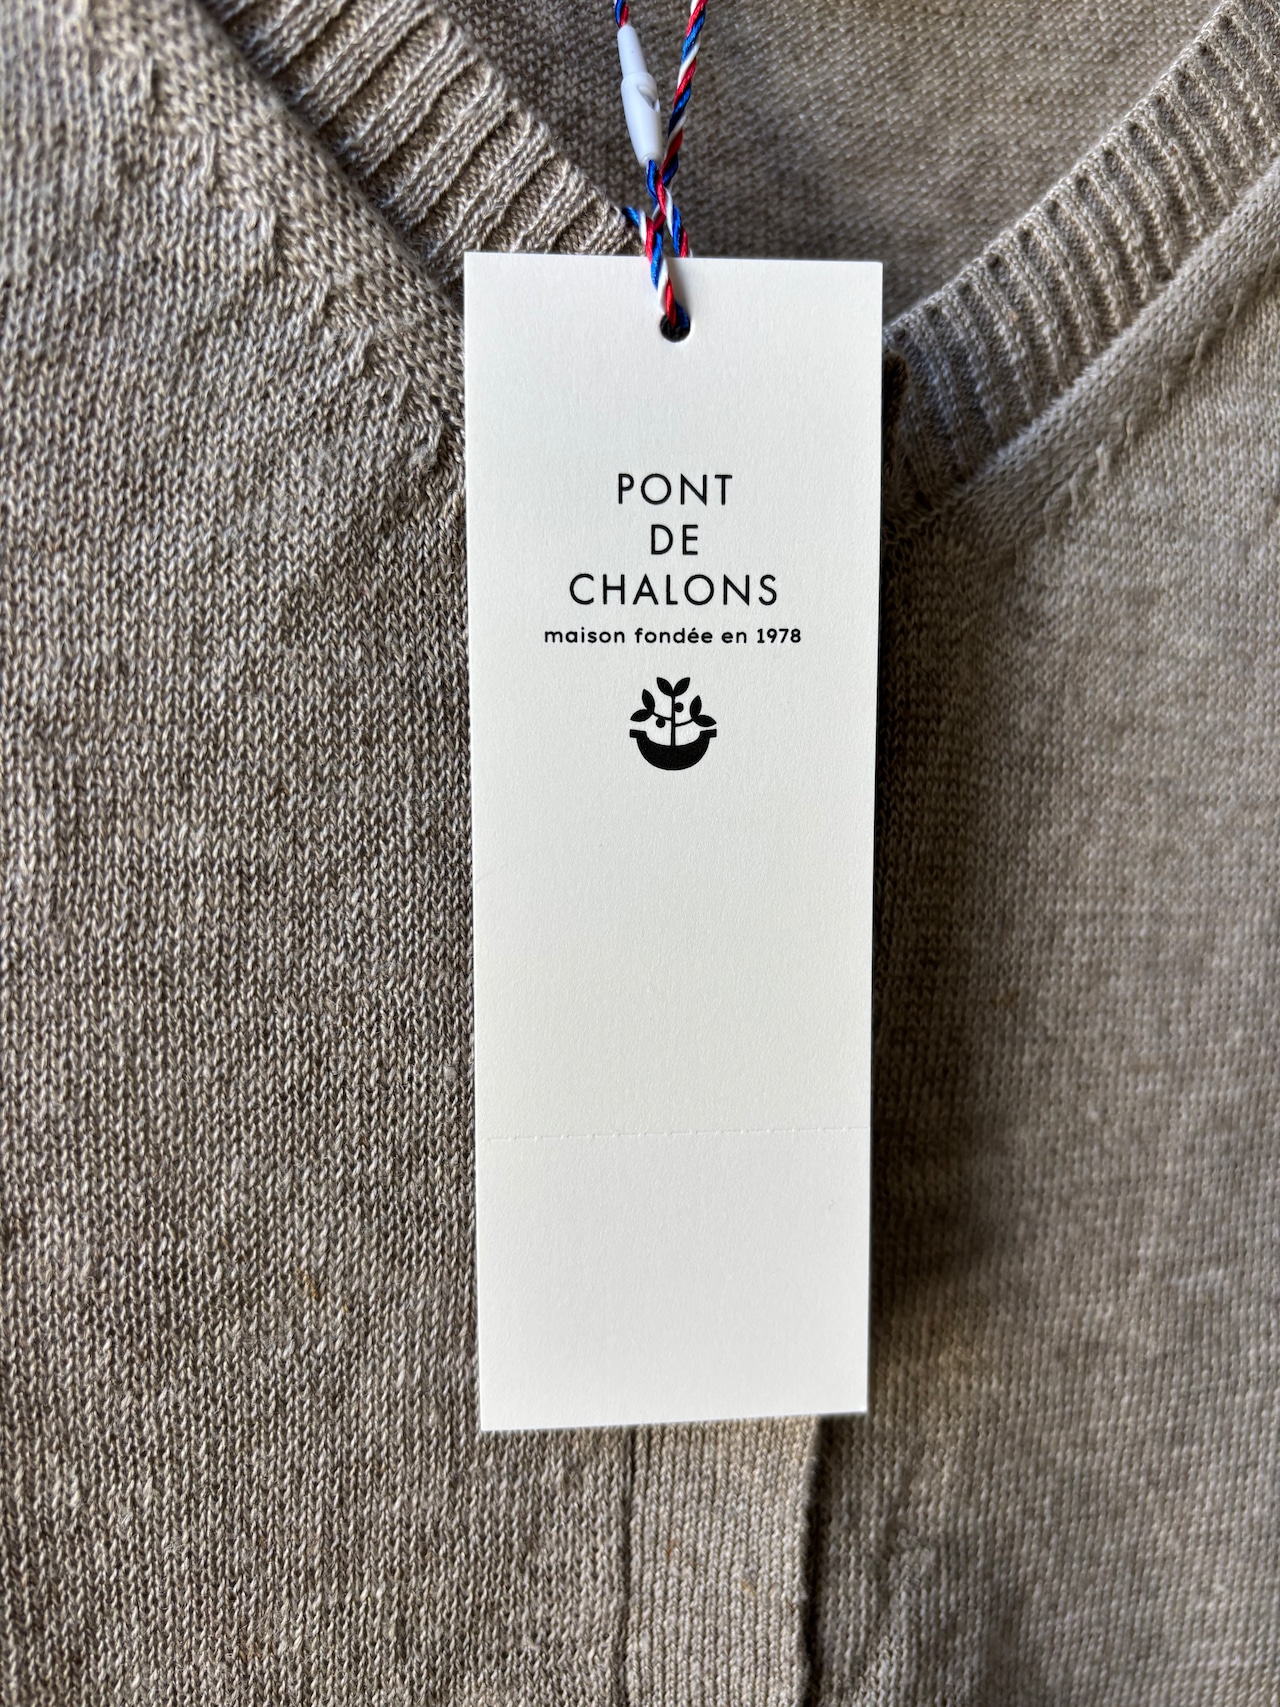 PONT
DE
CHALONS
maison fondée en 1978